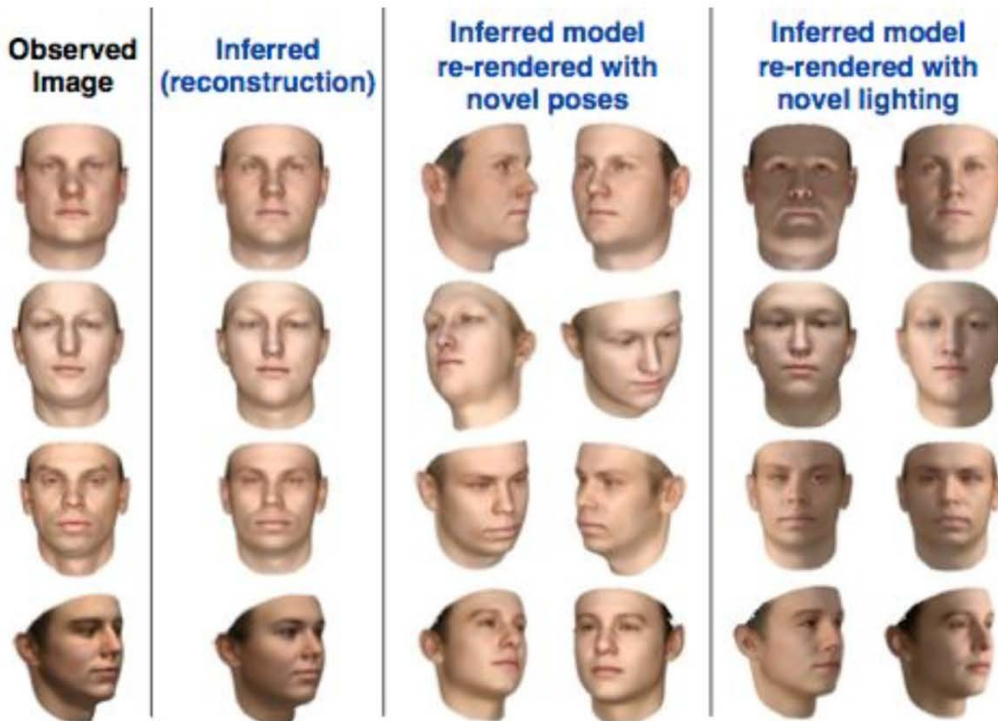 Observed
Image
Inferred
(reconstruction)
Inferred model
re-rendered with
novel poses
Inferred model
re-rendered with
novel lighting